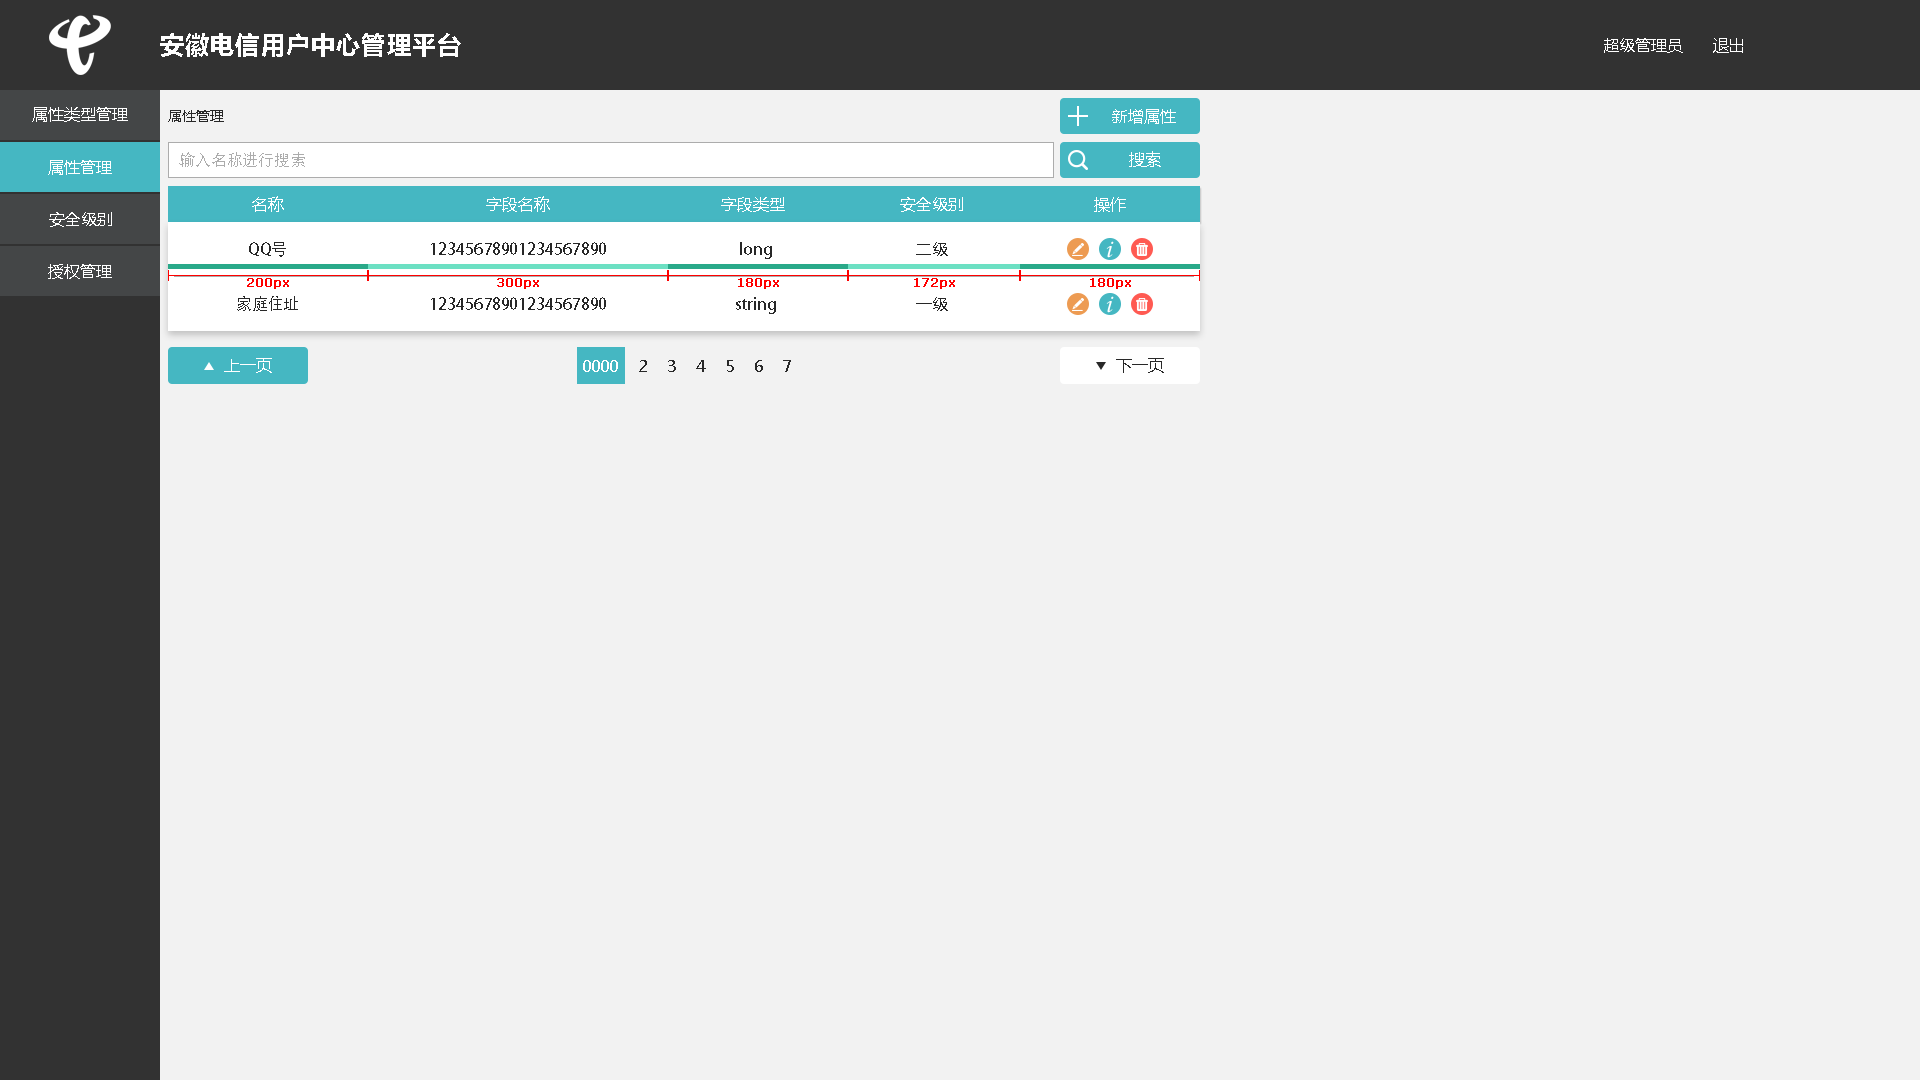 安徽电信用户中心管理平台
超级管理员 退出
属性类型管理
属性管理
安全级别
授权管理
属性管理
新增属性
输入名称进行搜索
搜索
名称 字段名称 字段类型 安全级别 操作
QQ号 12345678901234567890 long 二级
200px 300px 180px 172px 180px
家庭住址 12345678901234567890 string 一级
上一页 0000 2 3 4 5 6 7 下一页